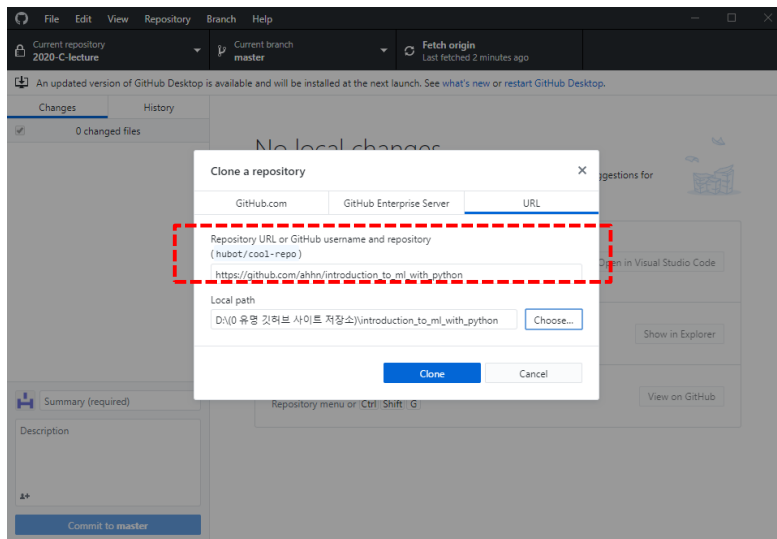 File Edit View Repository Branch Help
Current repository
2020-C-lecture
Current branch
master
Fetch origin
Last fetched 2 minutes ago
An updated version of GitHub Desktop is available and will be installed at the next launch. See what's new or restart GitHub Desktop.
Changes History
0 changed files
No local changes
ggestions for
Clone a repository
GitHub.com GitHub Enterprise Server URL
Repository URL or GitHub username and repository
(hubot/cool-repo)
https://github.com/ahhn/introduction_to_ml_with_python
Open in Visual Studio Code
Local path
D:\(0 유명 깃허브 사이트 저장소)\introduction_to_ml_with_python Choose...
Show in Explorer
Clone Cancel
View on GitHub
Repository menu or Ctrl Shift G
Summary (required)
Description
Commit to master